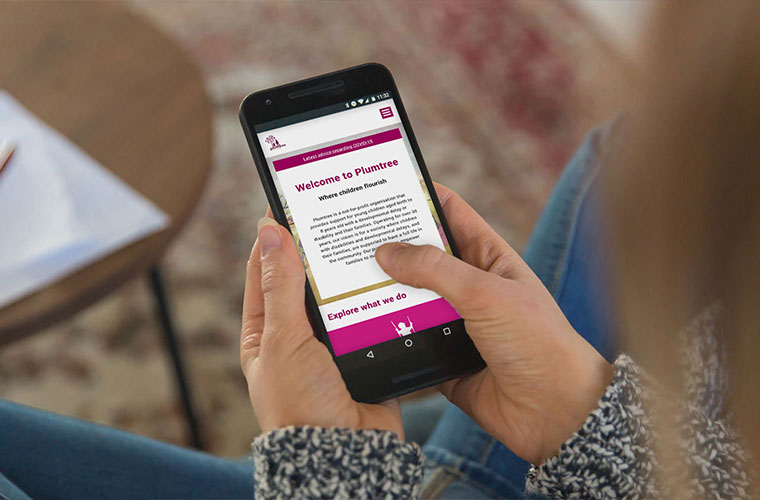 11:32
plumtree
Latest advice regarding COVID-19
Welcome to Plumtree
Where children flourish
Plumtree is a not-for-profit organisation that
provides support for young children aged birth to
8 years old with a developmental delay or
disability and their families. Operating for over 30
years, our vision is for a society where children
with disabilities and developmental delays, and
their families, are supported to have a full life in
the community. Our
families to
Explore what we do